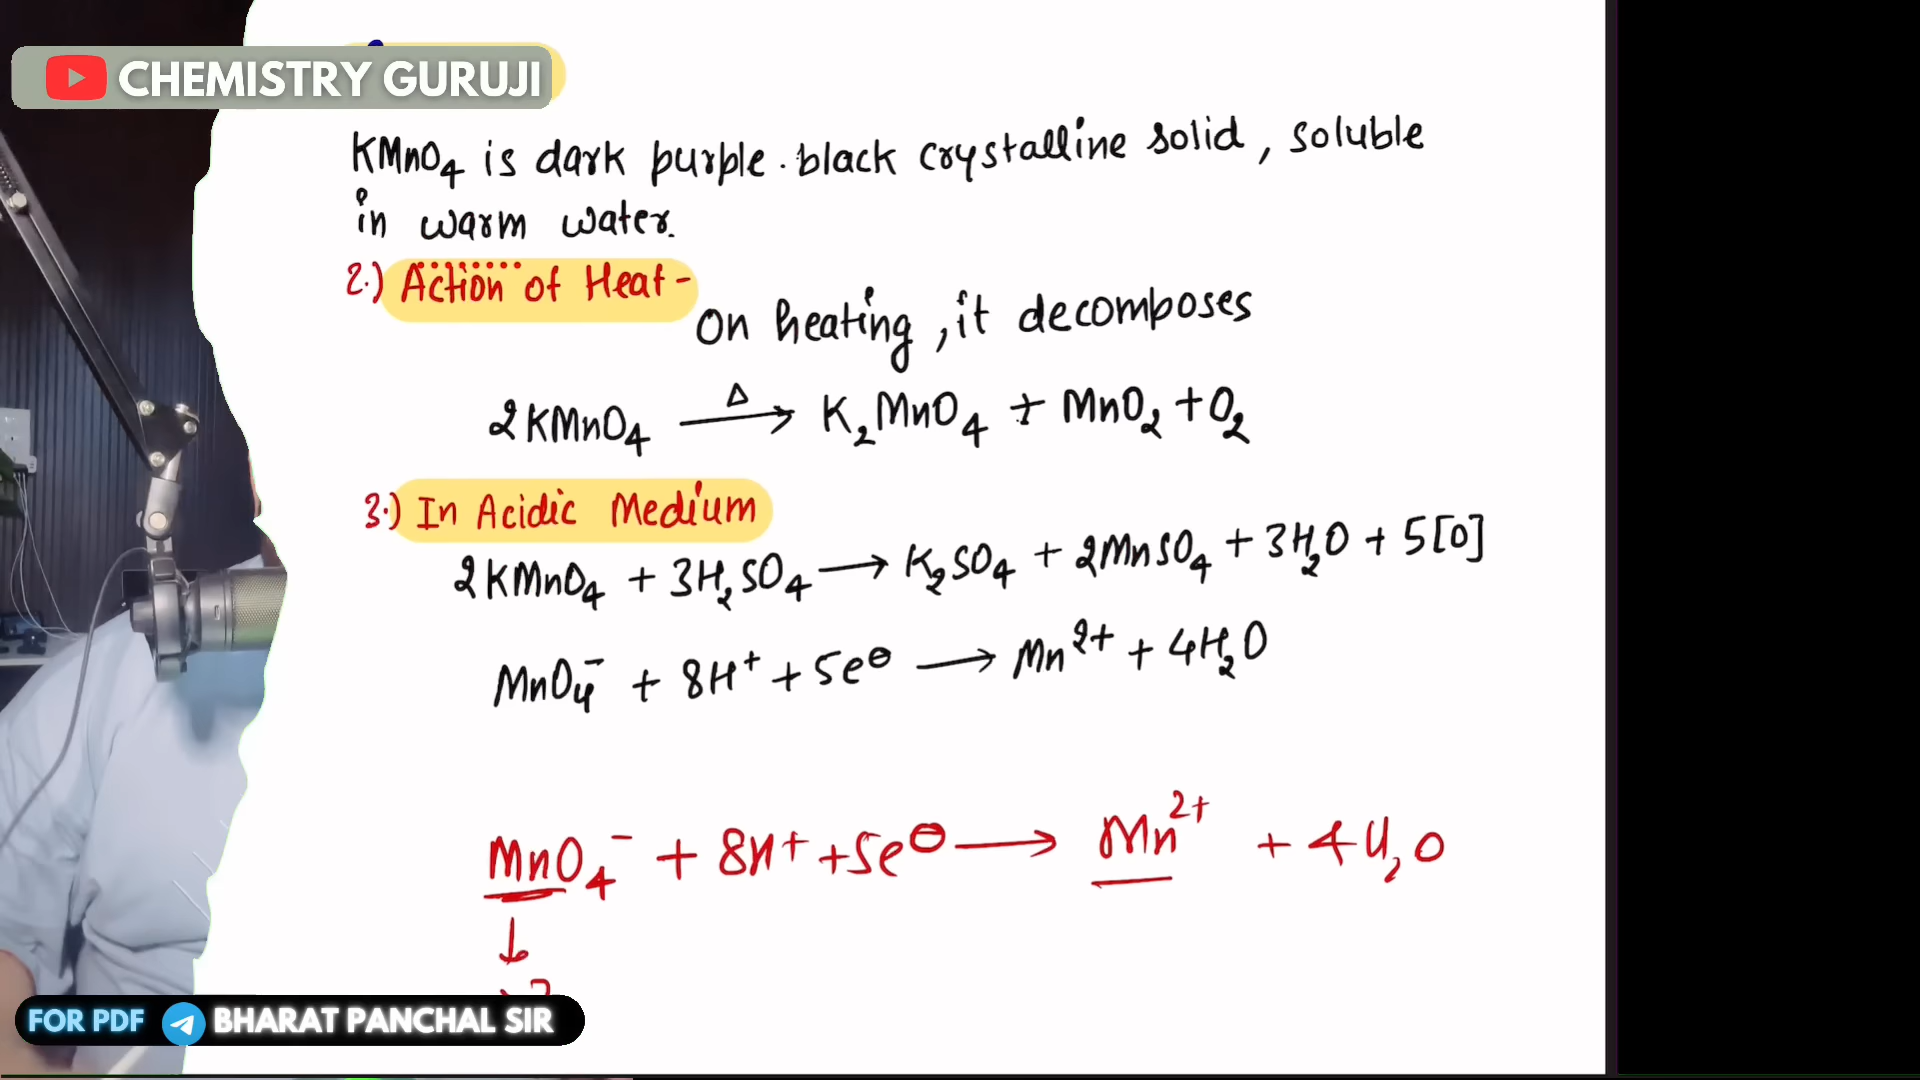 CHEMISTRY GURUJI
KMnO₄ is dark purple.black crystalline solid, soluble
in warm water.
2.) Action of Heat-
On heating, it decomposes
2KMnO₄ —Δ→ K₂MnO₄ + MnO₂ + O₂
3.) In Acidic Medium
2KMnO₄ + 3H₂SO₄ ⟶ K₂SO₄ + 2MnSO₄ + 3H₂O + 5[O]
MnO₄⁻ + 8H⁺ + 5e⊖ ⟶ Mn²⁺ + 4H₂O
MnO₄⁻ + 8H⁺ + 5e⊖ ⟶ Mn²⁺ + 4H₂O
↓
FOR PDF BHARAT PANCHAL SIR